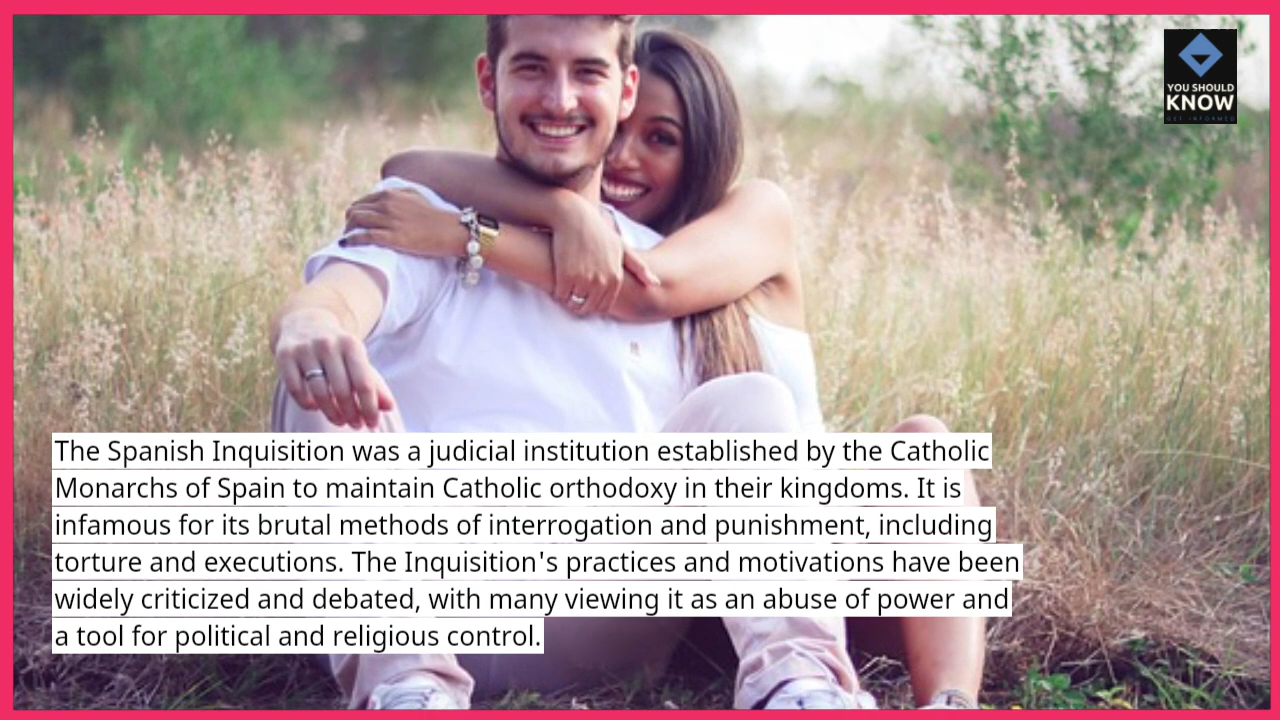 YOU SHOULD
KNOW
GET INFORMED
The Spanish Inquisition was a judicial institution established by the Catholic
Monarchs of Spain to maintain Catholic orthodoxy in their kingdoms. It is
infamous for its brutal methods of interrogation and punishment, including
torture and executions. The Inquisition's practices and motivations have been
widely criticized and debated, with many viewing it as an abuse of power and
a tool for political and religious control.